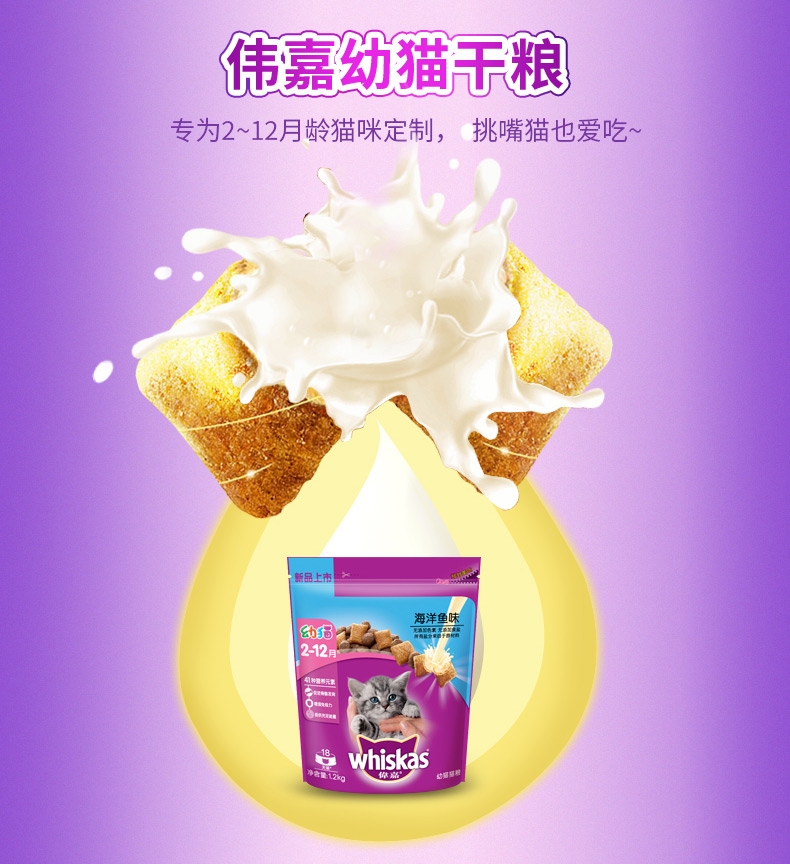 伟嘉幼猫干粮
专为2~12月龄猫咪定制， 挑嘴猫也爱吃~
新品上市
海洋鱼味
幼猫
2-12月
41种营养元素
whiskas
偉嘉
18
净含量:1.2kg
幼猫猫粮